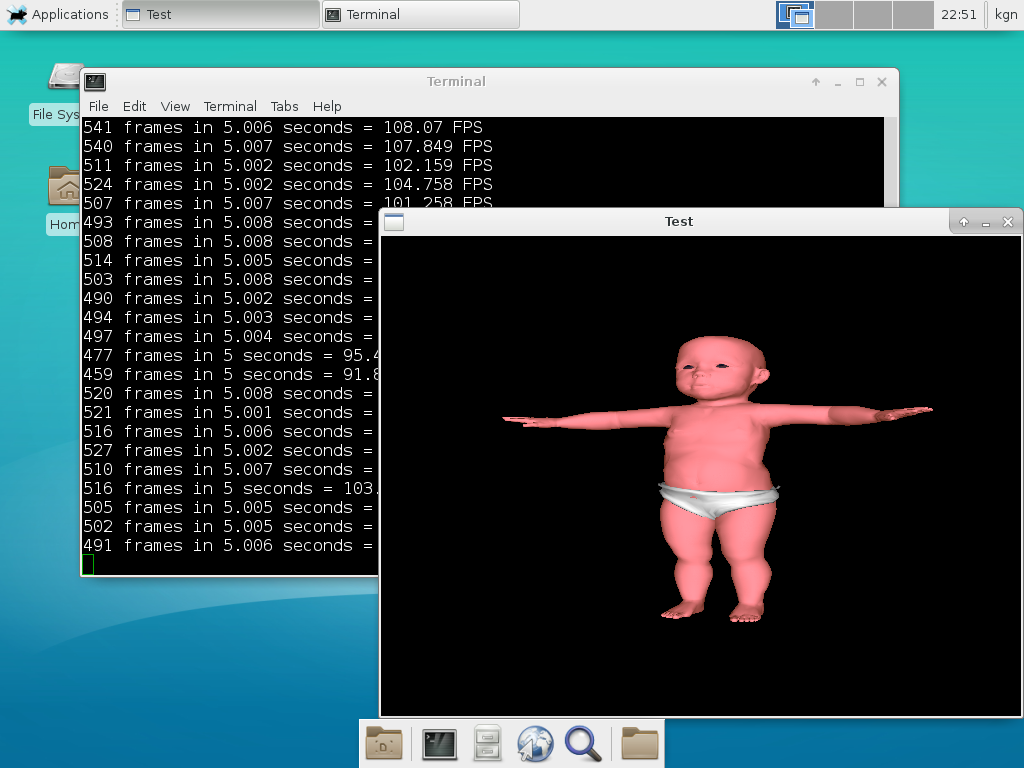 Applications
Test
Terminal
22:51
kgn
File Sys
Hom
Terminal
File Edit View Terminal Tabs Help
541 frames in 5.006 seconds = 108.07 FPS
540 frames in 5.007 seconds = 107.849 FPS
511 frames in 5.002 seconds = 102.159 FPS
524 frames in 5.002 seconds = 104.758 FPS
507 frames in 5.007 seconds = 101.258 FPS
493 frames in 5.008 seconds =
508 frames in 5.008 seconds =
514 frames in 5.005 seconds =
503 frames in 5.008 seconds =
490 frames in 5.002 seconds =
494 frames in 5.003 seconds =
497 frames in 5.004 seconds =
477 frames in 5 seconds = 95.4
459 frames in 5 seconds = 91.8
520 frames in 5.008 seconds =
521 frames in 5.001 seconds =
516 frames in 5.006 seconds =
527 frames in 5.002 seconds =
510 frames in 5.007 seconds =
516 frames in 5 seconds = 103.
505 frames in 5.005 seconds =
502 frames in 5.005 seconds =
491 frames in 5.006 seconds =
Test